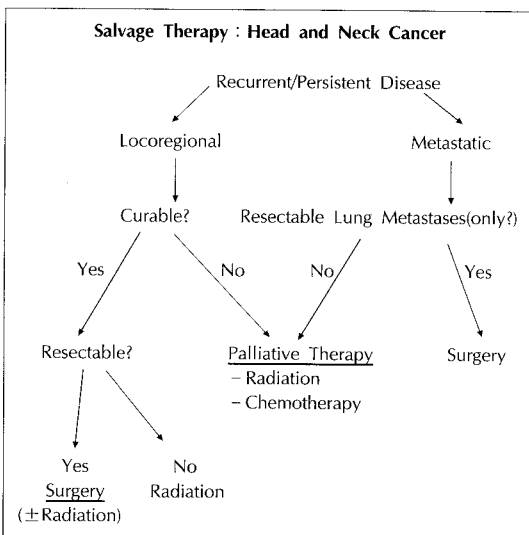 Salvage Therapy : Head and Neck Cancer
Recurrent/Persistent Disease
Locoregional
Metastatic
Curable?
Resectable Lung Metastases(only?)
Yes
No
No
Yes
Resectable?
Palliative Therapy
– Radiation
– Chemotherapy
Surgery
Yes
Surgery
(±Radiation)
No
Radiation